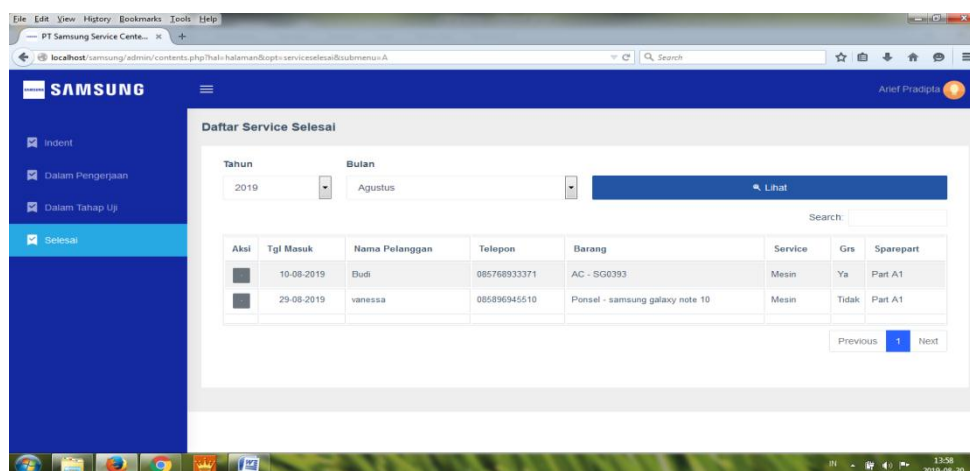 File Edit View History Bookmarks Tools Help
PT Samsung Service Cente... × +
localhost/samsung/admin/contents.php?hal=halaman&opt=serviceselesai&submenu=A Search
SAMSUNG Arief Pradipta
Daftar Service Selesai
Indent
Dalam Pengerjaan
Dalam Tahap Uji
Selesai
Tahun Bulan
2019 Agustus Lihat
Search:
Aksi Tgl Masuk Nama Pelanggan Telepon Barang Service Grs Sparepart
10-08-2019 Budi 085768933371 AC - SG0393 Mesin Ya Part A1
29-08-2019 vanessa 085896945510 Ponsel - samsung galaxy note 10 Mesin Tidak Part A1
Previous 1 Next
IN 13:58